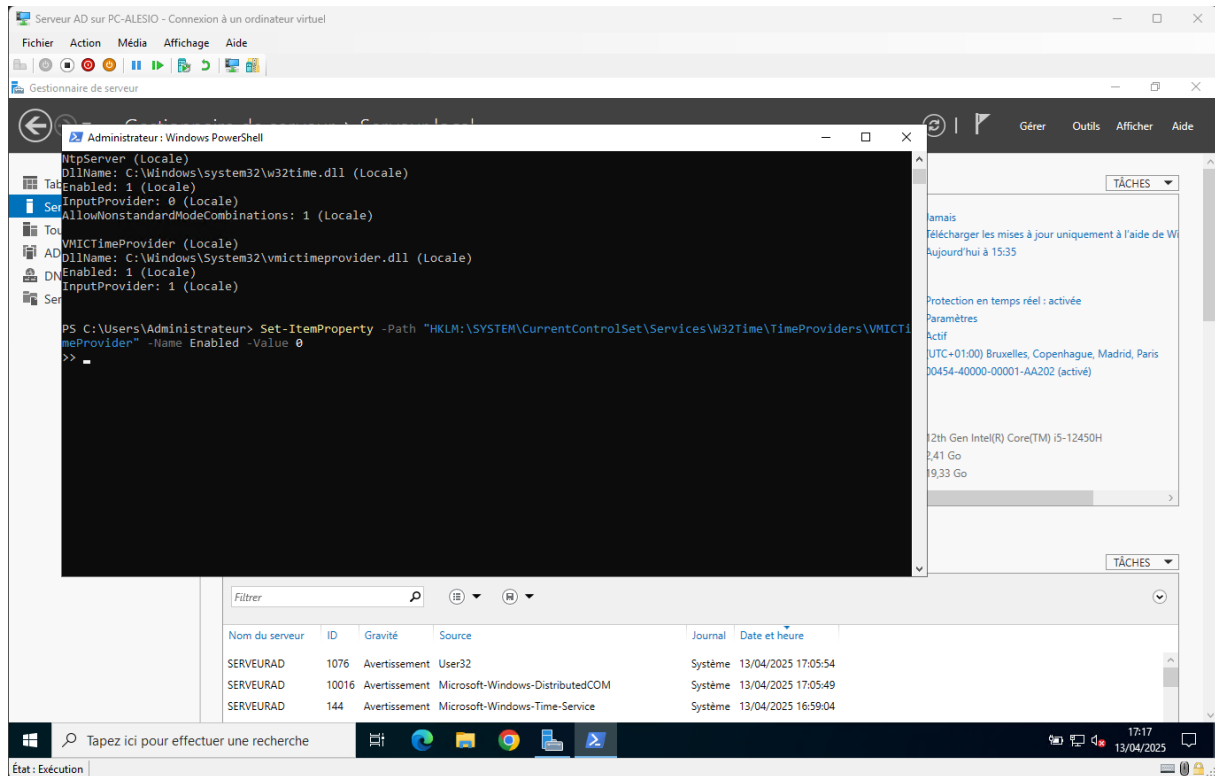 Serveur AD sur PC-ALESIO - Connexion à un ordinateur virtuel
Fichier Action Média Affichage Aide
Gestionnaire de serveur
Gérer Outils Afficher Aide
Administrateur : Windows PowerShell
NtpServer (Locale)
DllName: C:\Windows\system32\w32time.dll (Locale)
Enabled: 1 (Locale)
InputProvider: 0 (Locale)
AllowNonstandardModeCombinations: 1 (Locale)
VMICTimeProvider (Locale)
DllName: C:\Windows\System32\vmictimeprovider.dll (Locale)
Enabled: 1 (Locale)
InputProvider: 1 (Locale)
PS C:\Users\Administrateur> Set-ItemProperty -Path "HKLM:\SYSTEM\CurrentControlSet\Services\W32Time\TimeProviders\VMICTi
meProvider" -Name Enabled -Value 0
>>
Tab
Ser
Tou
AD
DN
Ser
TÂCHES
Jamais
Télécharger les mises à jour uniquement à l'aide de Wi
Aujourd'hui à 15:35
Protection en temps réel : activée
Paramètres
Actif
(UTC+01:00) Bruxelles, Copenhague, Madrid, Paris
00454-40000-00001-AA202 (activé)
12th Gen Intel(R) Core(TM) i5-12450H
2,41 Go
19,33 Go
TÂCHES
Filtrer
Nom du serveur ID Gravité Source Journal Date et heure
SERVEURAD 1076 Avertissement User32 Système 13/04/2025 17:05:54
SERVEURAD 10016 Avertissement Microsoft-Windows-DistributedCOM Système 13/04/2025 17:05:49
SERVEURAD 144 Avertissement Microsoft-Windows-Time-Service Système 13/04/2025 16:59:04
Tapez ici pour effectuer une recherche
17:17
13/04/2025
État : Exécution